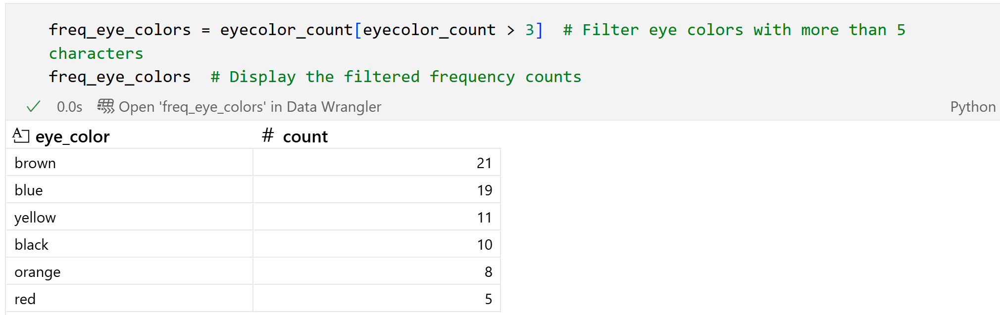 freq_eye_colors = eyecolor_count[eyecolor_count > 3]  # Filter eye colors with more than 5
characters
freq_eye_colors  # Display the filtered frequency counts
0.0s Open 'freq_eye_colors' in Data Wrangler Python
eye_color # count
brown 21
blue 19
yellow 11
black 10
orange 8
red 5